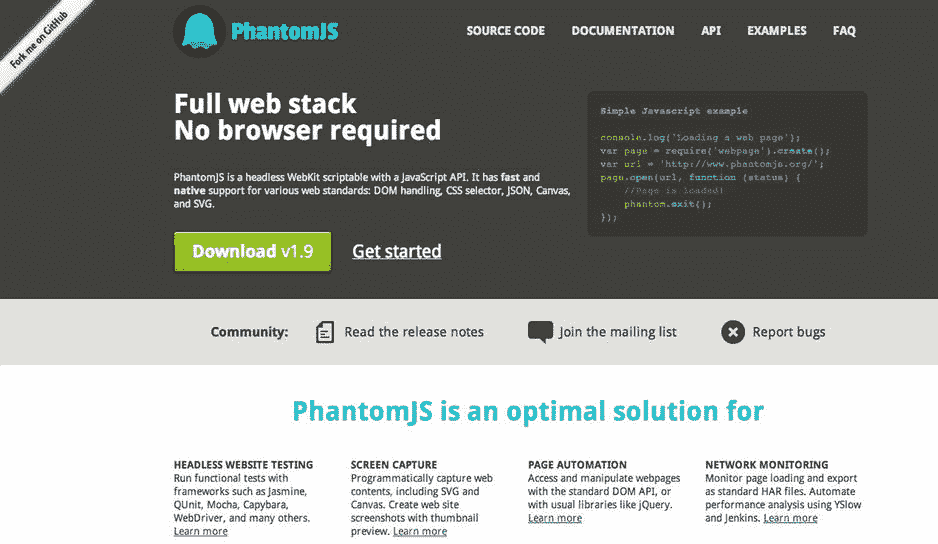 Fork me on GitHub
PhantomJS
SOURCE CODE DOCUMENTATION API EXAMPLES FAQ
Full web stack
No browser required
PhantomJS is a headless WebKit scriptable with a JavaScript API. It has fast and
native support for various web standards: DOM handling, CSS selector, JSON, Canvas,
and SVG.
Download v1.9 Get started
Simple Javascript example
console.log('Loading a web page');
var page = require('webpage').create();
var url = 'http://www.phantomjs.org/';
page.open(url, function (status) {
//Page is loaded!
phantom.exit();
});
Community: Read the release notes Join the mailing list Report bugs
PhantomJS is an optimal solution for
HEADLESS WEBSITE TESTING
Run functional tests with
frameworks such as Jasmine,
QUnit, Mocha, Capybara,
WebDriver, and many others.
Learn more
SCREEN CAPTURE
Programmatically capture web
contents, including SVG and
Canvas. Create web site
screenshots with thumbnail
preview. Learn more
PAGE AUTOMATION
Access and manipulate webpages
with the standard DOM API, or
with usual libraries like jQuery.
Learn more
NETWORK MONITORING
Monitor page loading and export
as standard HAR files. Automate
performance analysis using YSlow
and Jenkins. Learn more